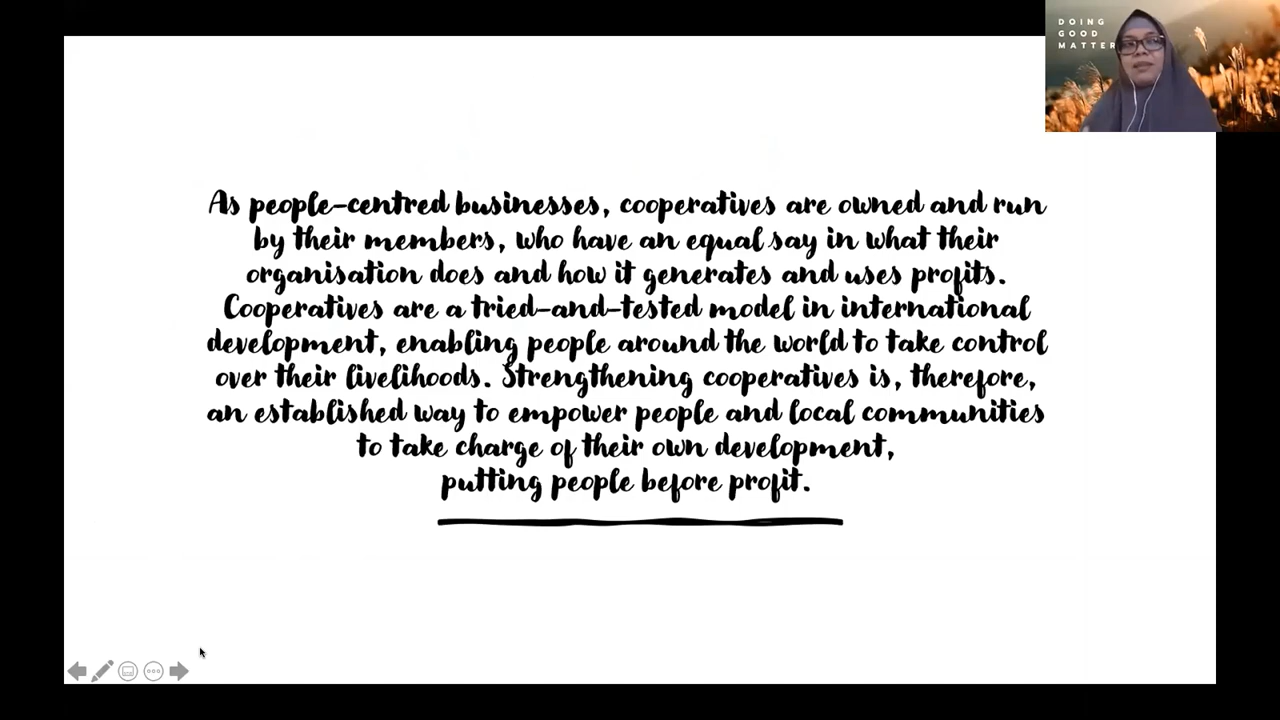 DOING
GOOD
MATTER
As people-centred businesses, cooperatives are owned and run
by their members, who have an equal say in what their
organisation does and how it generates and uses profits.
Cooperatives are a tried-and-tested model in international
development, enabling people around the world to take control
over their livelihoods. Strengthening cooperatives is, therefore,
an established way to empower people and local communities
to take charge of their own development,
putting people before profit.